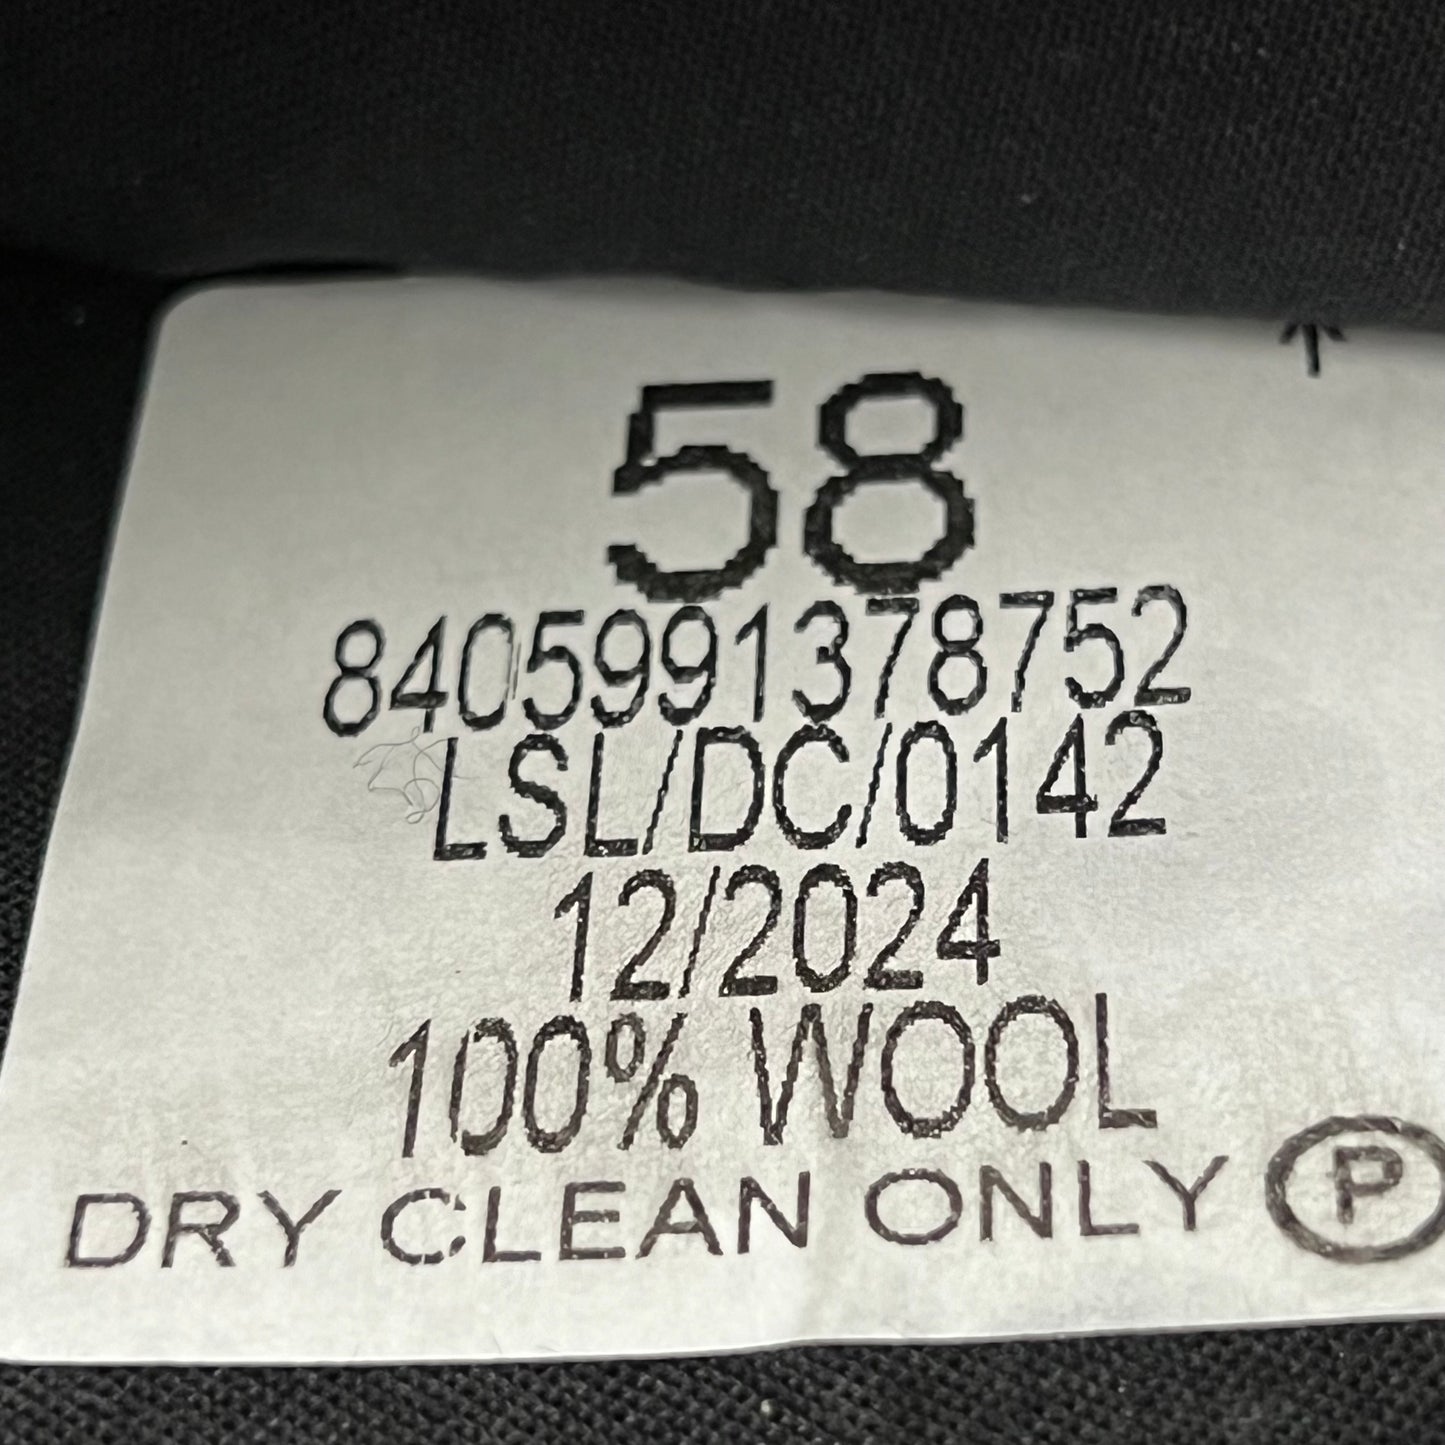 58
8405991378752
LSL/DC/0142
12/2024
100% WOOL
DRY CLEAN ONLY P